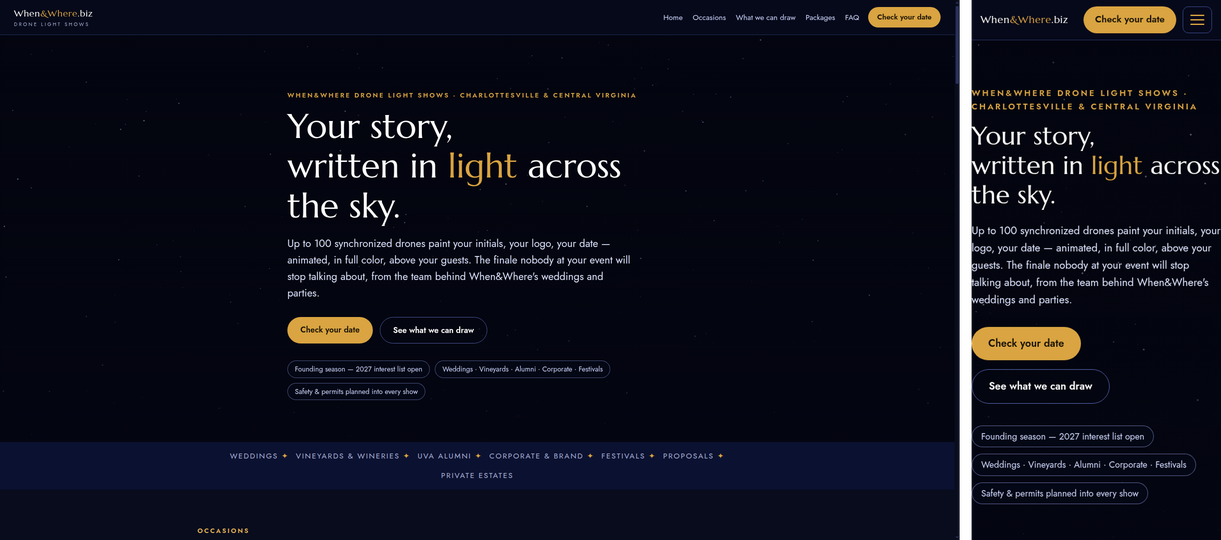 When&Where.biz
DRONE LIGHT SHOWS
Home Occasions What we can draw Packages FAQ Check your date
WHEN&WHERE DRONE LIGHT SHOWS · CHARLOTTESVILLE & CENTRAL VIRGINIA
Your story,
written in light across
the sky.
Up to 100 synchronized drones paint your initials, your logo, your date —
animated, in full color, above your guests. The finale nobody at your event will
stop talking about, from the team behind When&Where's weddings and
parties.
Check your date See what we can draw
Founding season — 2027 interest list open Weddings · Vineyards · Alumni · Corporate · Festivals
Safety & permits planned into every show
WEDDINGS ✦ VINEYARDS & WINERIES ✦ UVA ALUMNI ✦ CORPORATE & BRAND ✦ FESTIVALS ✦ PROPOSALS ✦
PRIVATE ESTATES
OCCASIONS
When&Where.biz Check your date
WHEN&WHERE DRONE LIGHT SHOWS ·
CHARLOTTESVILLE & CENTRAL VIRGINIA
Your story,
written in light across
the sky.
Up to 100 synchronized drones paint your initials, your
logo, your date — animated, in full color, above your
guests. The finale nobody at your event will stop
talking about, from the team behind When&Where's
weddings and parties.
Check your date
See what we can draw
Founding season — 2027 interest list open
Weddings · Vineyards · Alumni · Corporate · Festivals
Safety & permits planned into every show